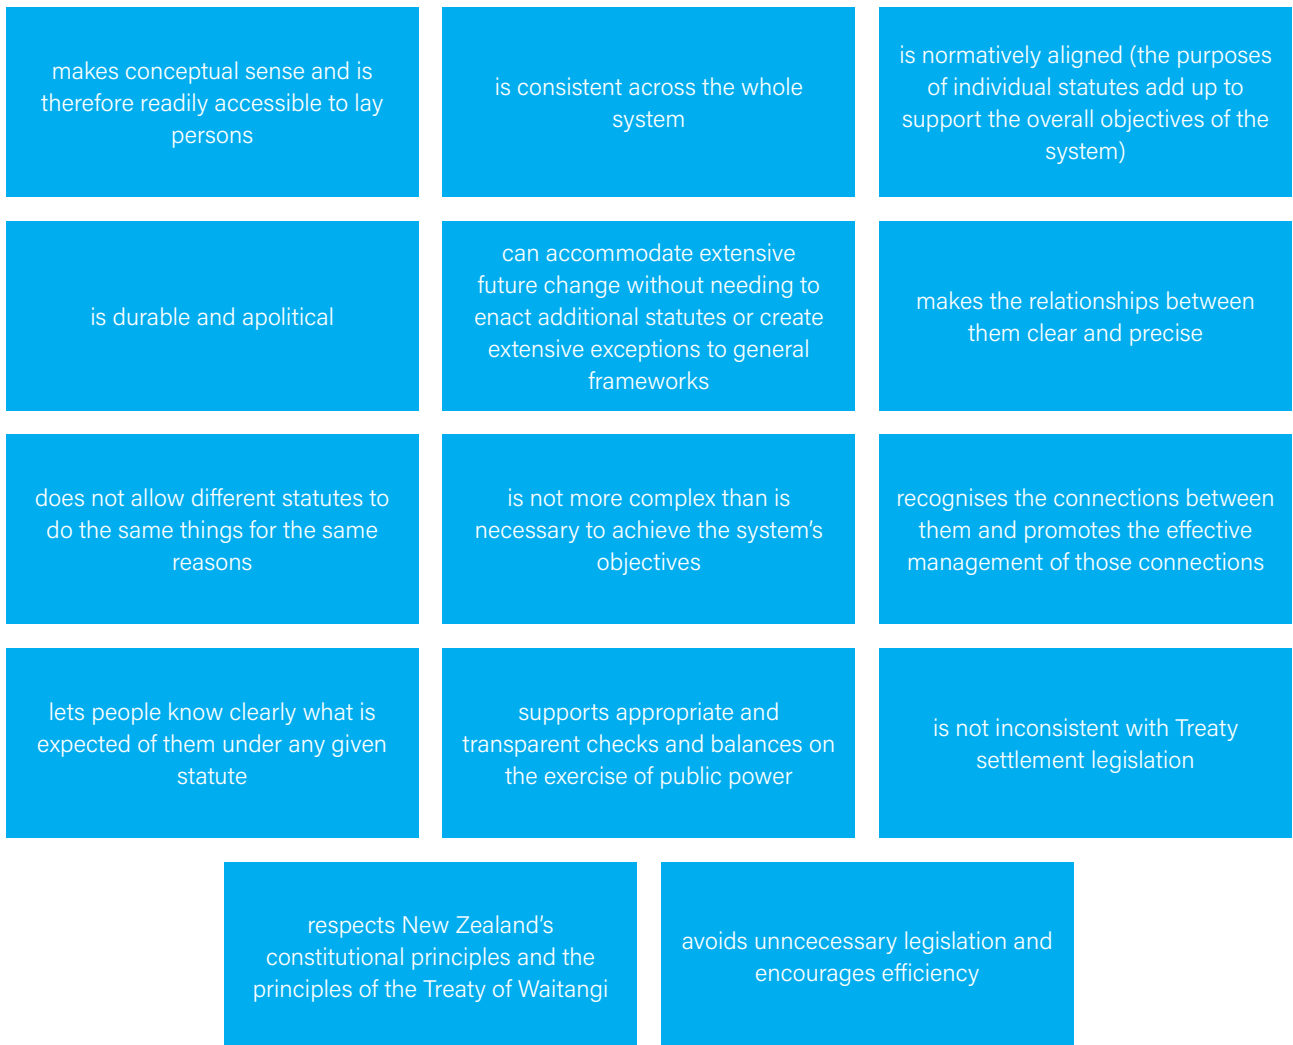 makes conceptual sense and is
therefore readily accessible to lay
persons
is consistent across the whole
system
is normatively aligned (the purposes
of individual statutes add up to
support the overall objectives of the
system)
is durable and apolitical
can accommodate extensive
future change without needing to
enact additional statutes or create
extensive exceptions to general
frameworks
makes the relationships between
them clear and precise
does not allow different statutes to
do the same things for the same
reasons
is not more complex than is
necessary to achieve the system’s
objectives
recognises the connections between
them and promotes the effective
management of those connections
lets people know clearly what is
expected of them under any given
statute
supports appropriate and
transparent checks and balances on
the exercise of public power
is not inconsistent with Treaty
settlement legislation
respects New Zealand’s
constitutional principles and the
principles of the Treaty of Waitangi
avoids unncecessary legislation and
encourages efficiency